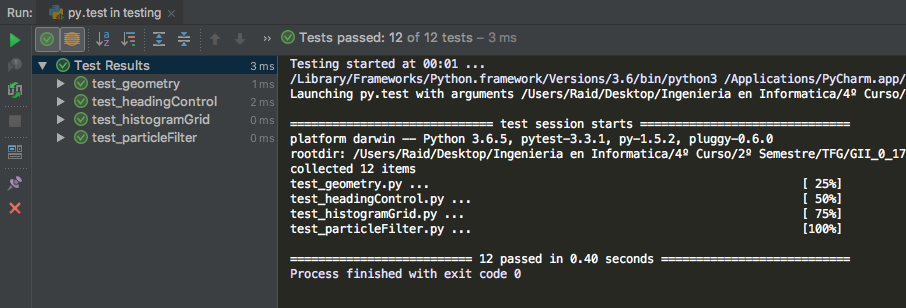 Run: py.test in testing
Tests passed: 12 of 12 tests – 3 ms
Test Results 3 ms
test_geometry 1 ms
test_headingControl 2 ms
test_histogramGrid 0 ms
test_particleFilter 0 ms
Testing started at 00:01 ...
/Library/Frameworks/Python.framework/Versions/3.6/bin/python3 /Applications/PyCharm.app/
Launching py.test with arguments /Users/Raid/Desktop/Ingenieria en Informatica/4º Curso/
============================= test session starts ==============================
platform darwin -- Python 3.6.5, pytest-3.3.1, py-1.5.2, pluggy-0.6.0
rootdir: /Users/Raid/Desktop/Ingenieria en Informatica/4º Curso/2º Semestre/TFG/GII_0_17
collected 12 items
test_geometry.py ... [ 25%]
test_headingControl.py ... [ 50%]
test_histogramGrid.py ... [ 75%]
test_particleFilter.py ... [100%]
========================== 12 passed in 0.40 seconds ===========================
Process finished with exit code 0